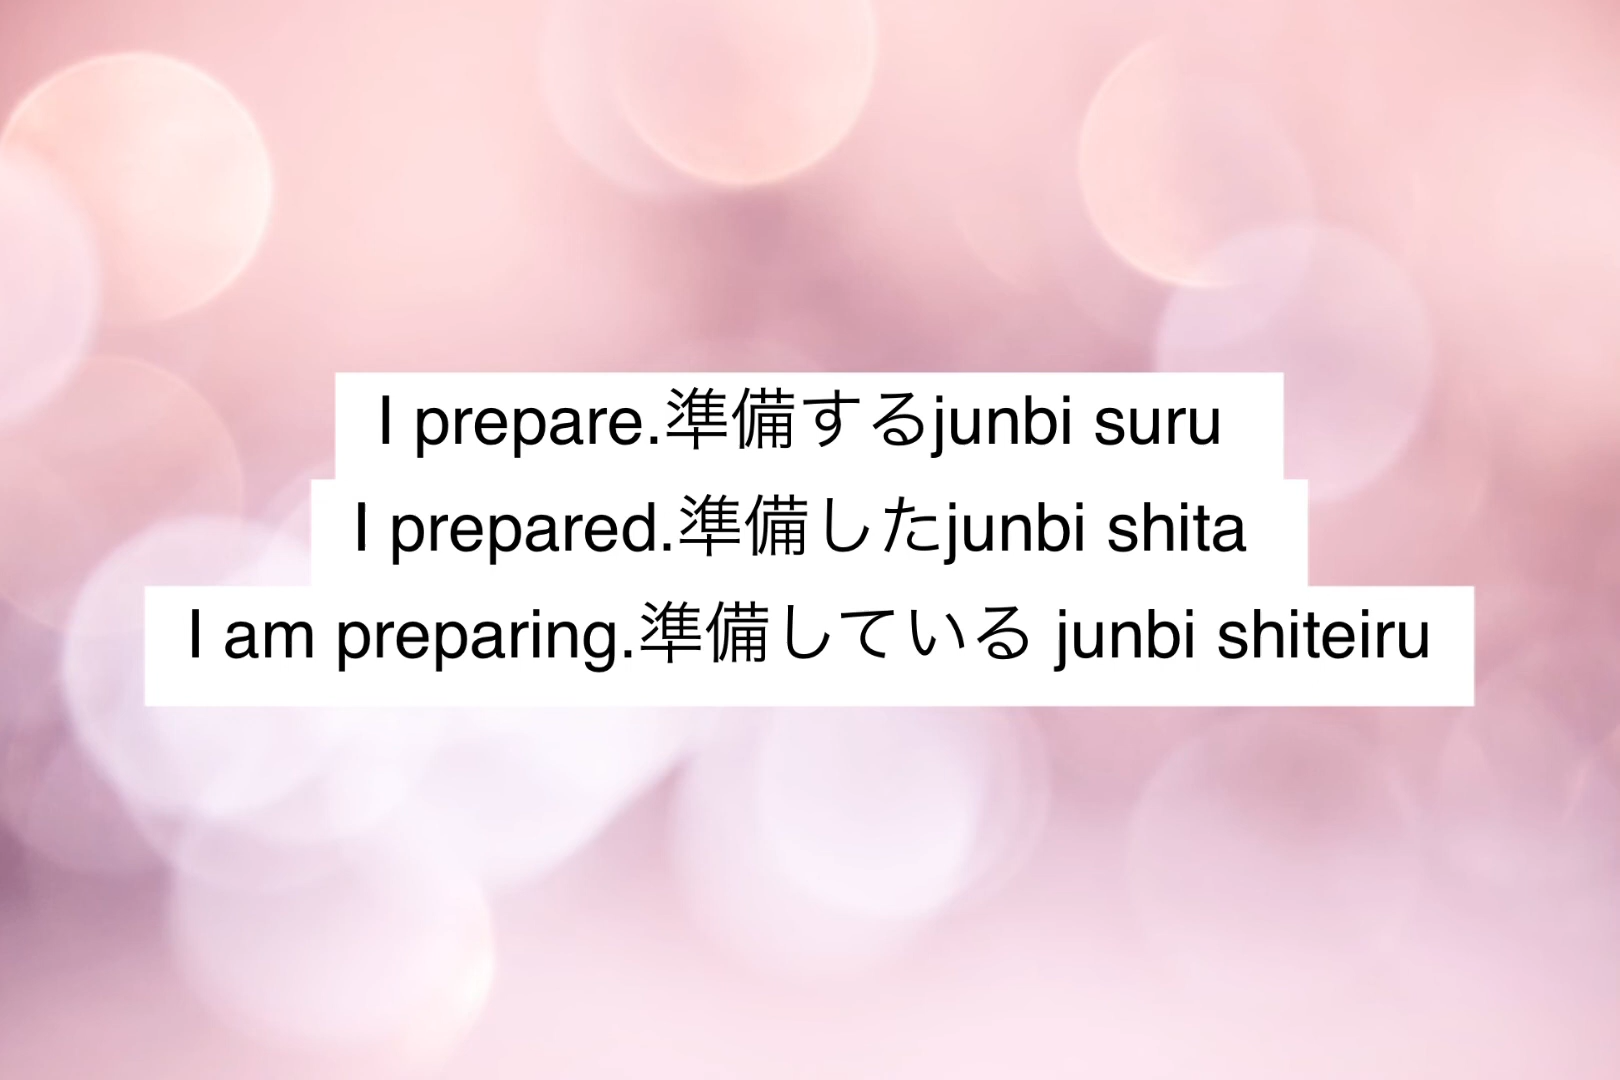 I prepare.準備するjunbi suru
I prepared.準備したjunbi shita
I am preparing.準備している junbi shiteiru